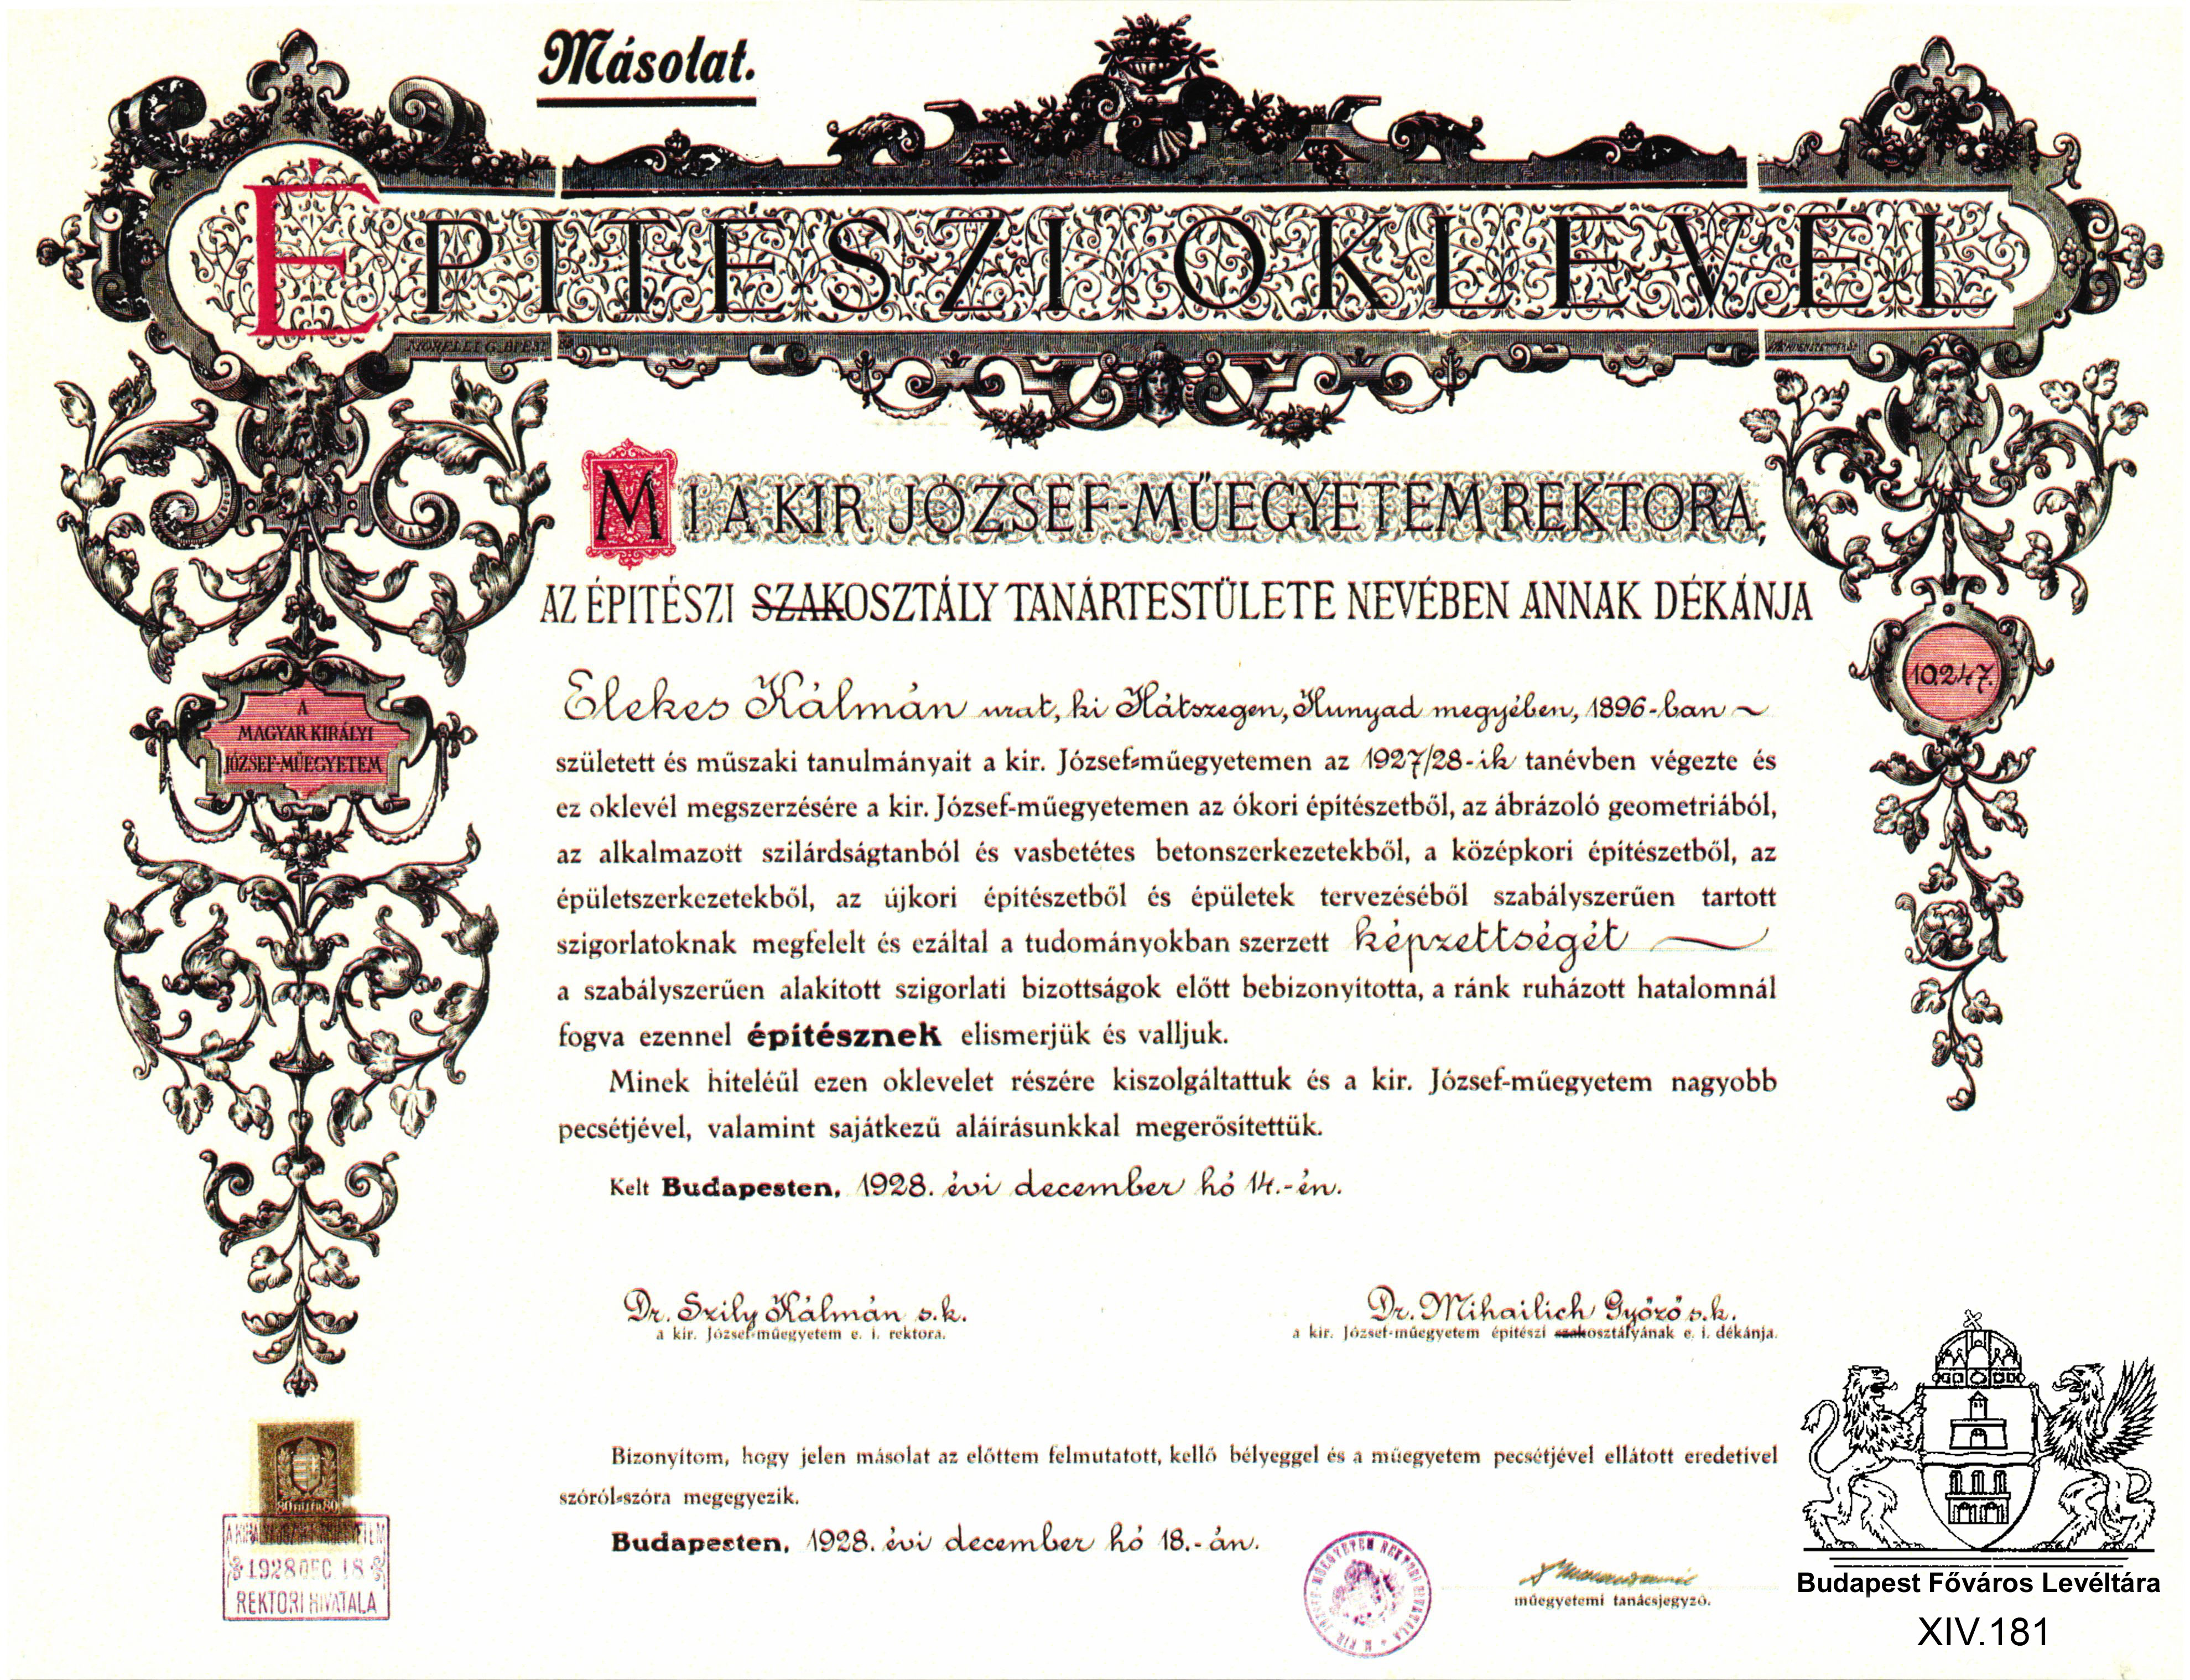 Másolat.
ÉPITÉSZI OKLEVÉL
MORELLI G. BPEST
MI A KIR JÓZSEF-MŰEGYETEM REKTORA,
AZ ÉPITÉSZI SZAKOSZTÁLY TANÁRTESTÜLETE NEVÉBEN ANNAK DÉKÁNJA
10.247.
A
MAGYAR KIRÁLYI
JÓZSEF-MŰEGYETEM
Elekes Kálmán urat, ki Hátszegen, Hunyad megyében, 1896-ban ~
született és műszaki tanulmányait a kir. József-műegyetemen az 1927/28-ik tanévben végezte és
ez oklevél megszerzésére a kir. József-műegyetemen az ókori építészetből, az ábrázoló geometriából,
az alkalmazott szilárdságtanból és vasbetétes betonszerkezetekből, a középkori építészetből, az
épületszerkezetekből, az újkori építészetből és épületek tervezéséből szabályszerűen tartott
szigorlatoknak megfelelt és ezáltal a tudományokban szerzett képzettségét ~
a szabályszerűen alakított szigorlati bizottságok előtt bebizonyította, a ránk ruházott hatalomnál
fogva ezennel építésznek elismerjük és valljuk.
Minek hiteléül ezen oklevelet részére kiszolgáltattuk és a kir. József-műegyetem nagyobb
pecsétjével, valamint sajátkezű aláírásunkkal megerősítettük.
Kelt Budapesten, 1928. évi december hó 14.-én.
Dr. Szily Kálmán s.k.
a kir. József-műegyetem e. i. rektora.
Dr. Mihailich Győző s.k.
a kir. József-műegyetem építészi szakosztályának e. i. dékánja.
Bizonyítom, hogy jelen másolat az előttem felmutatott, kellő bélyeggel és a műegyetem pecsétjével ellátott eredetivel
szóról-szóra megegyezik.
Budapesten, 1928. évi december hó 18.-án.
80 fillér 80
1928 DEC. 18
REKTORI HIVATALA
műegyetemi tanácsjegyző.
Budapest Főváros Levéltára
XIV.181